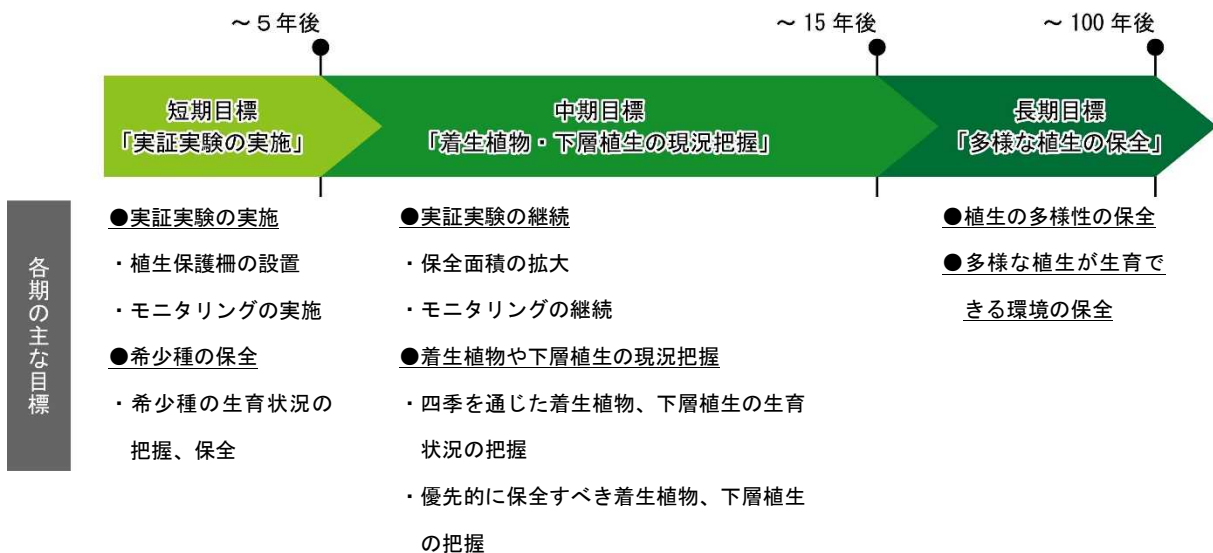 ～５年後
～15年後
～100年後
短期目標
「実証実験の実施」
中期目標
「着生植物・下層植生の現況把握」
長期目標
「多様な植生の保全」
各期の主な目標
●実証実験の実施
・植生保護柵の設置
・モニタリングの実施
●希少種の保全
・希少種の生育状況の
把握、保全
●実証実験の継続
・保全面積の拡大
・モニタリングの継続
●着生植物や下層植生の現況把握
・四季を通じた着生植物、下層植生の生育
状況の把握
・優先的に保全すべき着生植物、下層植生
の把握
●植生の多様性の保全
●多様な植生が生育で
きる環境の保全